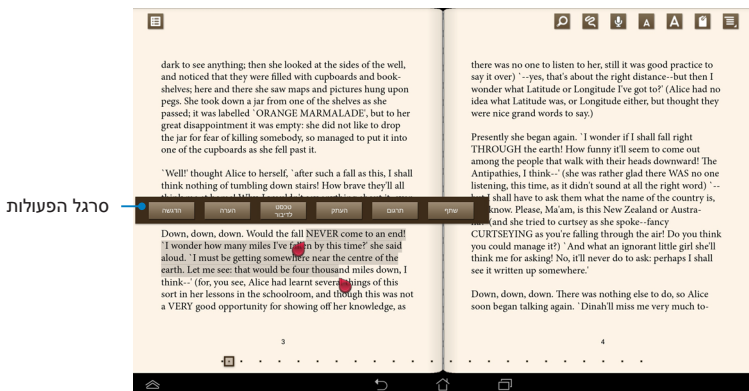 dark to see anything; then she looked at the sides of the well,
and noticed that they were filled with cupboards and book-
shelves; here and there she saw maps and pictures hung upon
pegs. She took down a jar from one of the shelves as she
passed; it was labelled `ORANGE MARMALADE', but to her
great disappointment it was empty: she did not like to drop
the jar for fear of killing somebody, so managed to put it into
one of the cupboards as she fell past it.
`Well!' thought Alice to herself, `after such a fall as this, I shall
think nothing of tumbling down stairs! How brave they'll all
סרגל הפעולות
הדגשה
הערה
טכסט לדיבור
העתק
תרגום
שתף
Down, down, down. Would the fall NEVER come to an end!
`I wonder how many miles I've fallen by this time?' she said
aloud. `I must be getting somewhere near the centre of the
earth. Let me see: that would be four thousand miles down, I
think--' (for, you see, Alice had learnt several things of this
sort in her lessons in the schoolroom, and though this was not
a VERY good opportunity for showing off her knowledge, as
3
there was no one to listen to her, still it was good practice to
say it over) `--yes, that's about the right distance--but then I
wonder what Latitude or Longitude I've got to?' (Alice had no
idea what Latitude was, or Longitude either, but thought they
were nice grand words to say.)
Presently she began again. `I wonder if I shall fall right
THROUGH the earth! How funny it'll seem to come out
among the people that walk with their heads downward! The
Antipathies, I think--' (she was rather glad there WAS no one
listening, this time, as it didn't sound at all the right word) `--
but I shall have to ask them what the name of the country is,
know. Please, Ma'am, is this New Zealand or Austra-
(and she tried to curtsey as she spoke--fancy
CURTSEYING as you're falling through the air! Do you think
you could manage it?) `And what an ignorant little girl she'll
think me for asking! No, it'll never do to ask: perhaps I shall
see it written up somewhere.'
Down, down, down. There was nothing else to do, so Alice
soon began talking again. `Dinah'll miss me very much to-
4